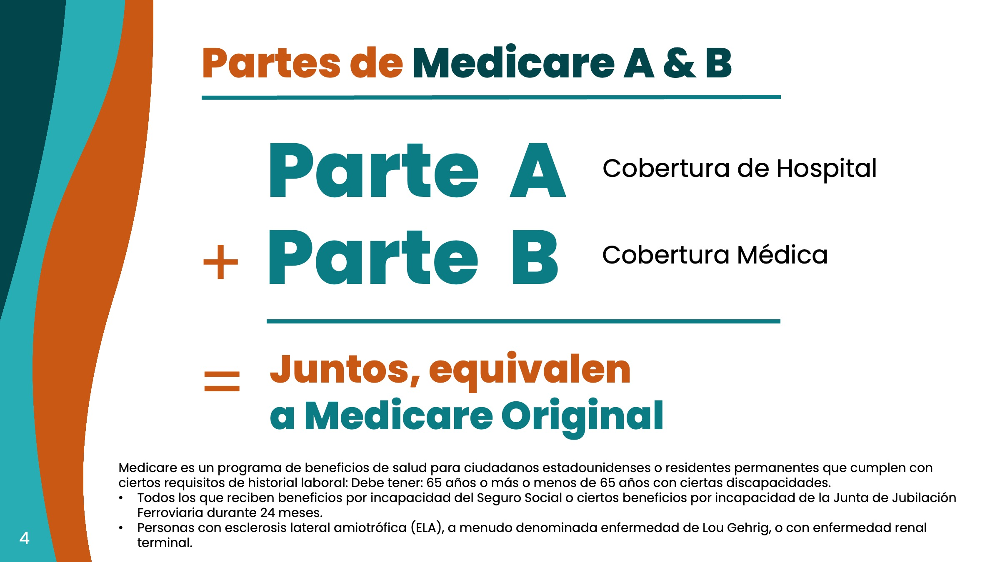 Partes de Medicare A & B
Parte A
Cobertura de Hospital
+ Parte B
Cobertura Médica
= Juntos, equivalen
a Medicare Original
Medicare es un programa de beneficios de salud para ciudadanos estadounidenses o residentes permanentes que cumplen con
ciertos requisitos de historial laboral: Debe tener: 65 años o más o menos de 65 años con ciertas discapacidades.
• Todos los que reciben beneficios por incapacidad del Seguro Social o ciertos beneficios por incapacidad de la Junta de Jubilación
Ferroviaria durante 24 meses.
• Personas con esclerosis lateral amiotrófica (ELA), a menudo denominada enfermedad de Lou Gehrig, o con enfermedad renal
terminal.
4